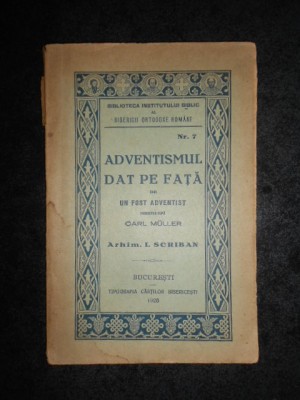 BIBLIOTECA INSTITUTULUI BIBLIC
AL
BISERICII ORTODOXE ROMÂNE
Nr. 7
ADVENTISMUL
DAT PE FAȚĂ
DE
UN FOST ADVENTIST
CARL MÜLLER
Arhim. I. SCRIBAN
BUCUREȘTI
TIPOGRAFIA CĂRȚILOR BISERICEȘTI